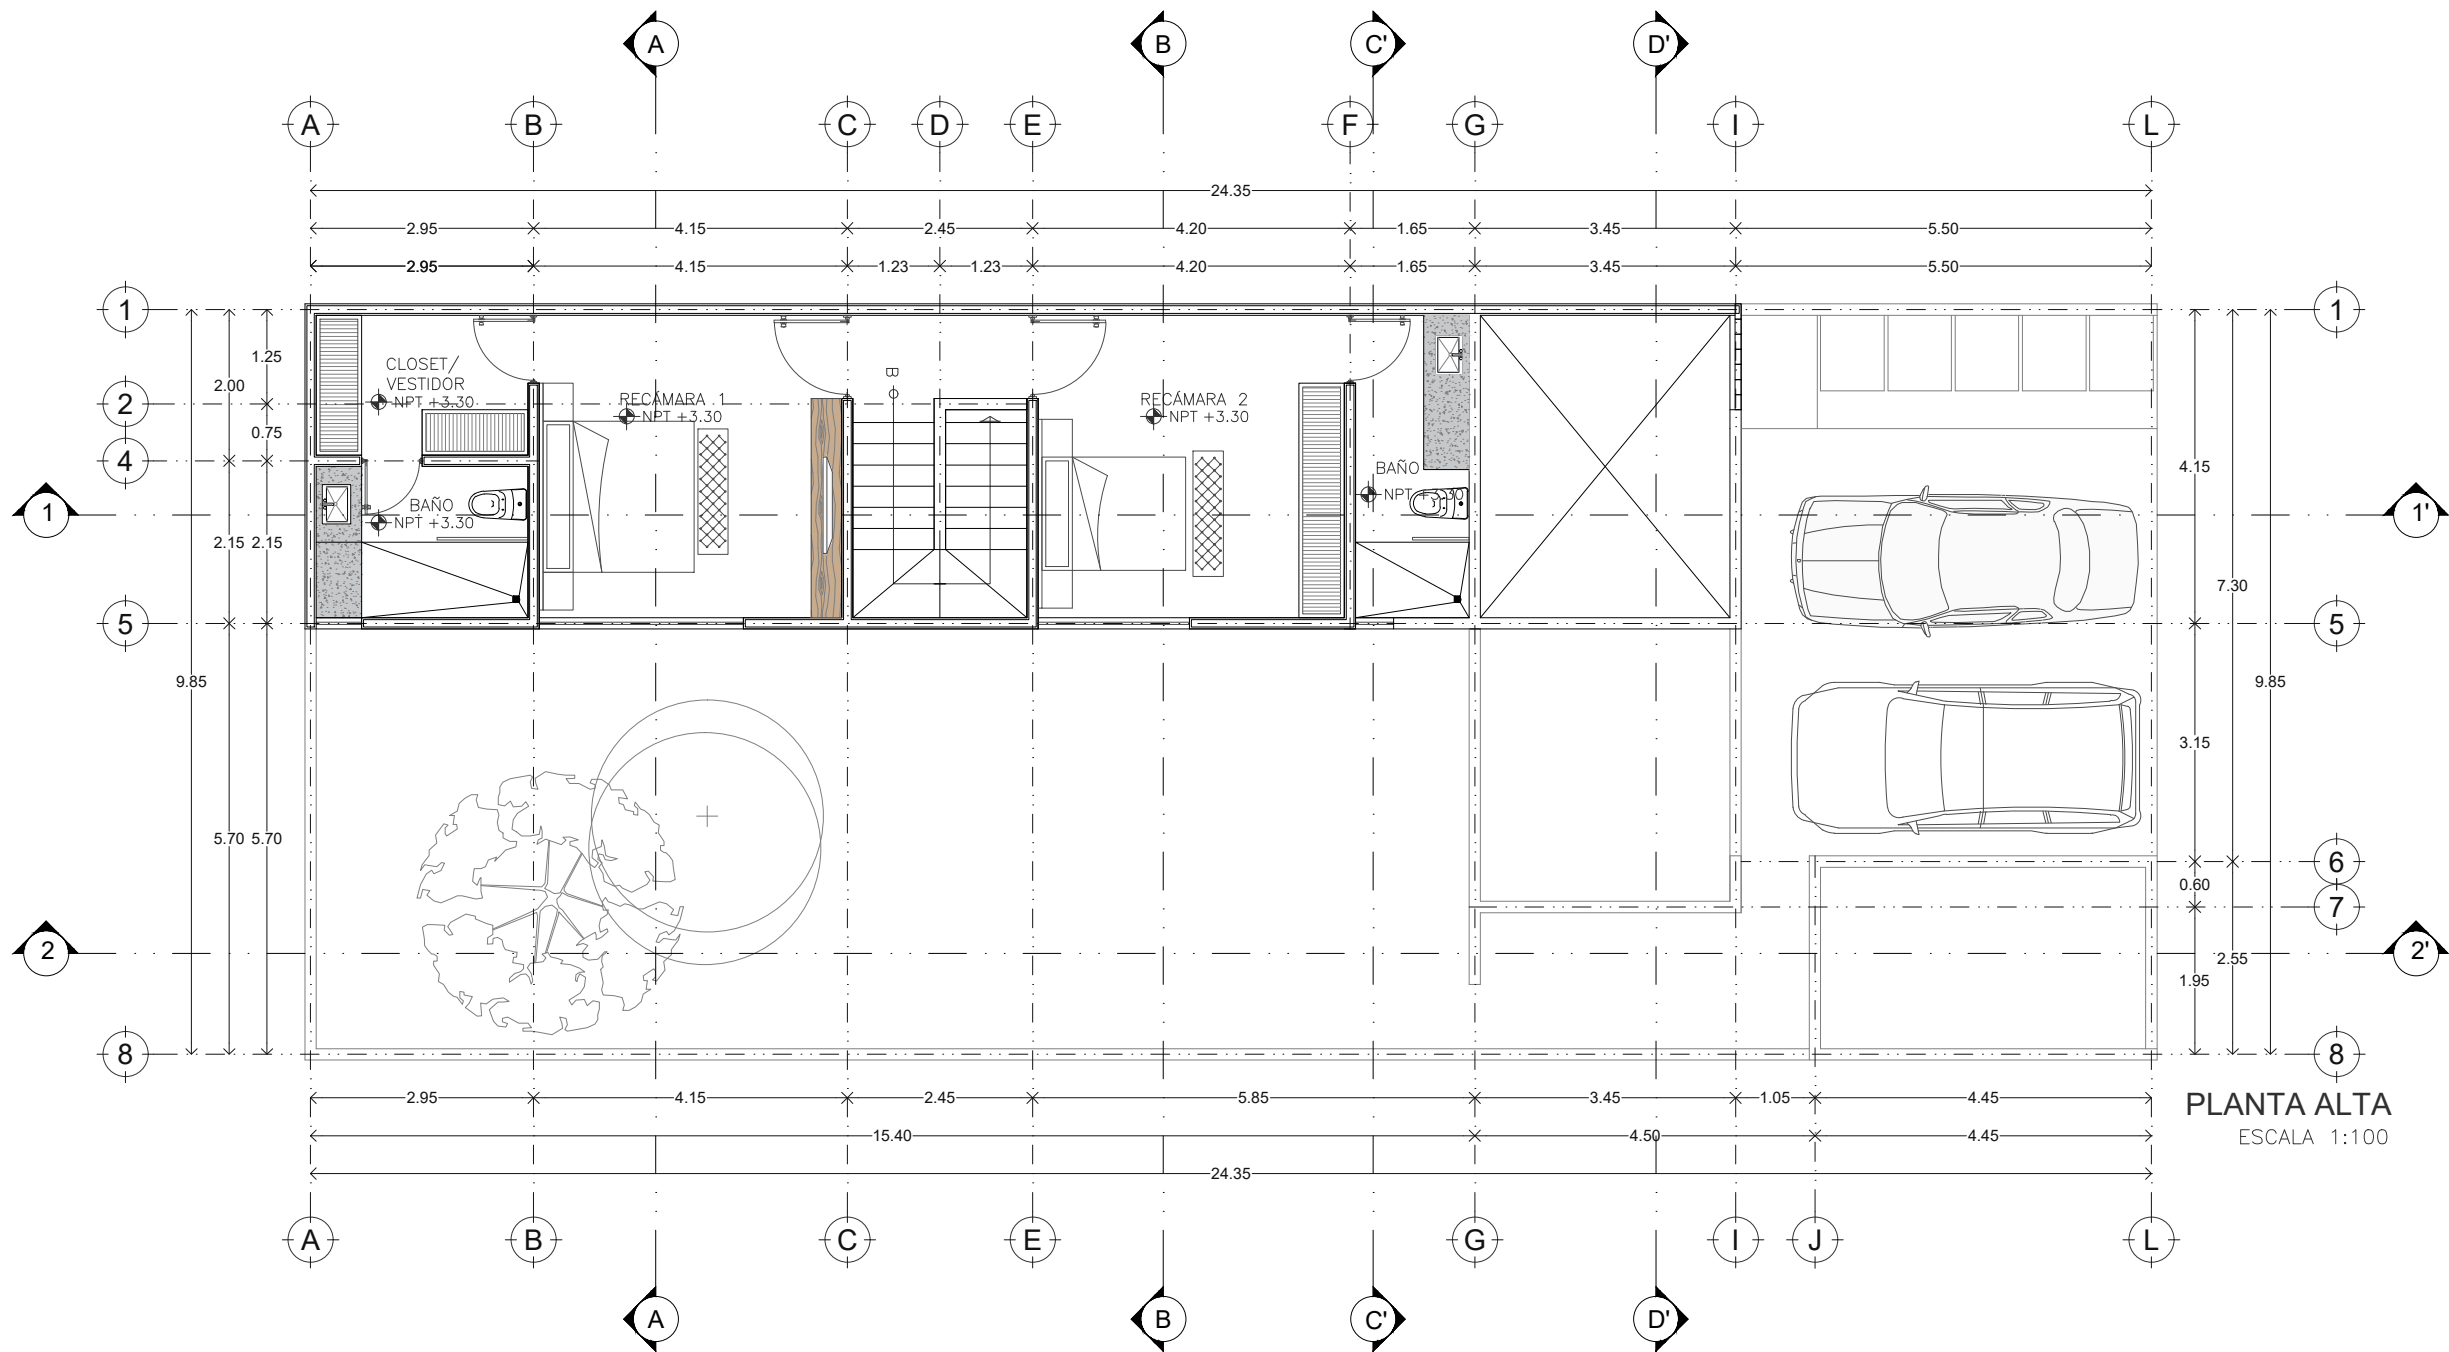 A B C' D'
A B C D E F G I L
24.35
2.95 4.15 2.45 4.20 1.65 3.45 5.50
2.95 4.15 1.23 1.23 4.20 1.65 3.45 5.50
1 1
1.25
CLOSET/
VESTIDOR
NPT +3.30
2.00
2
RECÁMARA 1
NPT +3.30
B
RECÁMARA 2
NPT +3.30
0.75
4
4.15
BAÑO
NPT +3.30
BAÑO
NPT +3.30
1 1'
2.15 2.15
7.30
5 5
9.85
9.85
3.15
5.70 5.70
6
0.60
7
2 2'
2.55
1.95
8 8
2.95 4.15 2.45 5.85 3.45 1.05 4.45
PLANTA ALTA
15.40 4.50 4.45
ESCALA 1:100
24.35
A B C E G I J L
A B C' D'